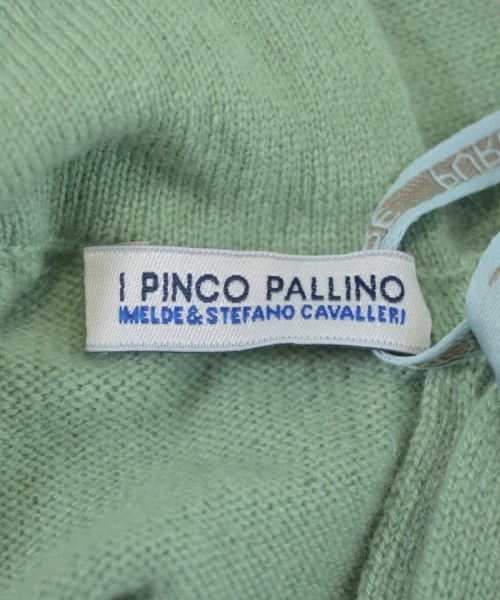 I PINCO PALLINO
IMELDE & STEFANO CAVALLERI